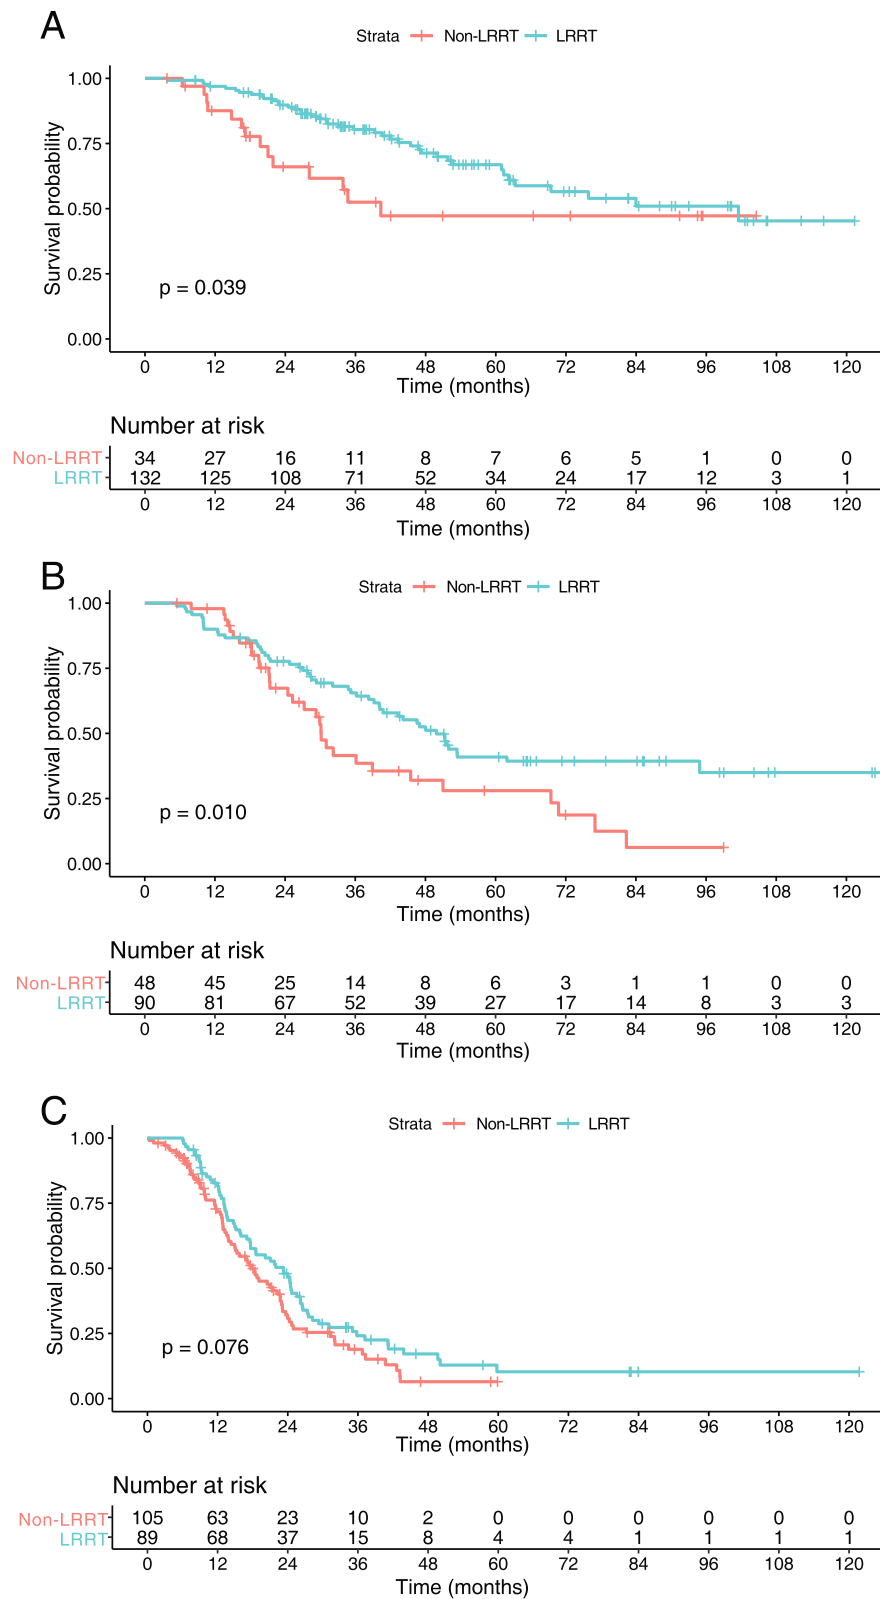 A
Strata Non-LRRT LRRT
Survival probability
1.00
0.75
0.50
0.25
0.00
p = 0.039
0 12 24 36 48 60 72 84 96 108 120
Time (months)
Number at risk
Non-LRRT 34 27 16 11 8 7 6 5 1 0 0
LRRT 132 125 108 71 52 34 24 17 12 3 1
0 12 24 36 48 60 72 84 96 108 120
Time (months)
B
Strata Non-LRRT LRRT
Survival probability
1.00
0.75
0.50
0.25
0.00
p = 0.010
0 12 24 36 48 60 72 84 96 108 120
Time (months)
Number at risk
Non-LRRT 48 45 25 14 8 6 3 1 1 0 0
LRRT 90 81 67 52 39 27 17 14 8 3 3
0 12 24 36 48 60 72 84 96 108 120
Time (months)
C
Strata Non-LRRT LRRT
Survival probability
1.00
0.75
0.50
0.25
0.00
p = 0.076
0 12 24 36 48 60 72 84 96 108 120
Time (months)
Number at risk
Non-LRRT 105 63 23 10 2 0 0 0 0 0 0
LRRT 89 68 37 15 8 4 4 1 1 1 1
0 12 24 36 48 60 72 84 96 108 120
Time (months)